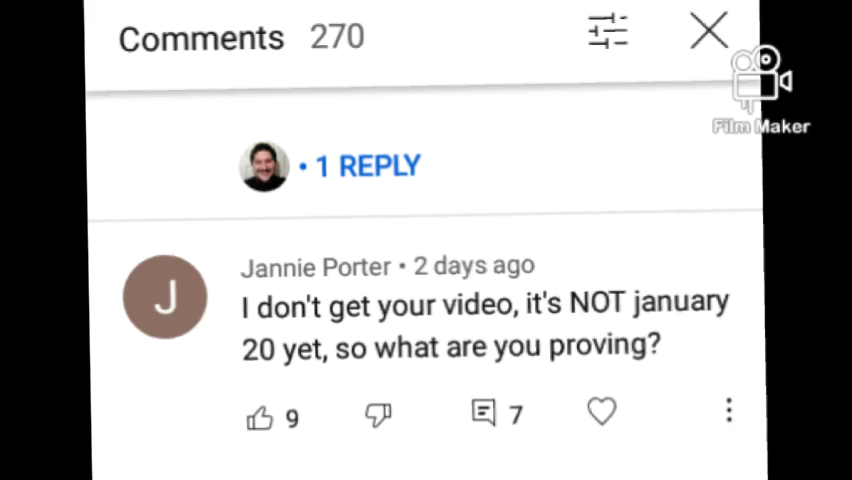 Comments 270
Film Maker
• 1 REPLY
J
Jannie Porter • 2 days ago
I don't get your video, it's NOT january
20 yet, so what are you proving?
9 7